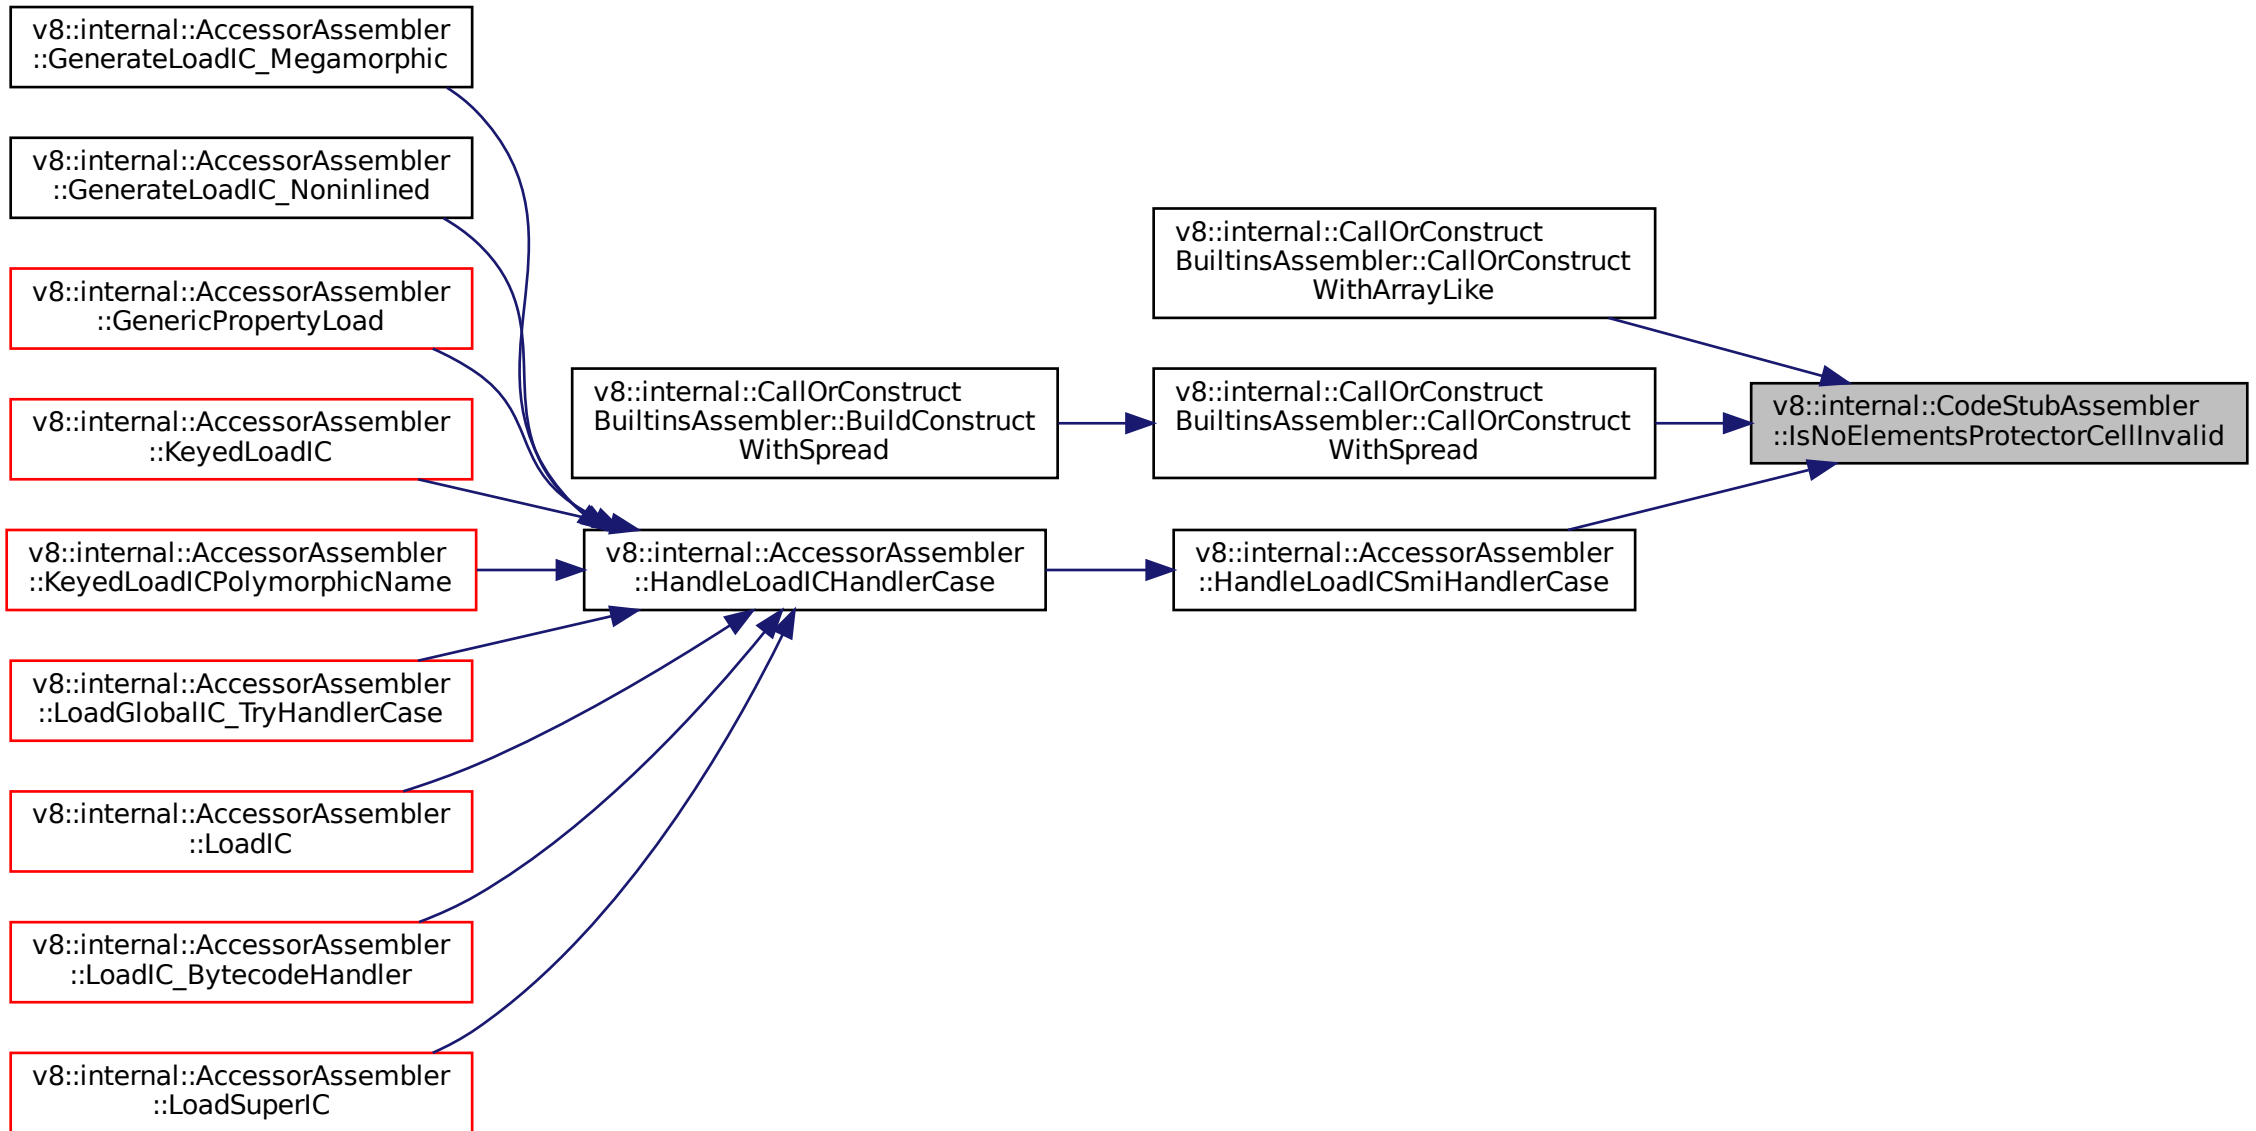 v8::internal::AccessorAssembler
::GenerateLoadIC_Megamorphic
v8::internal::AccessorAssembler
::GenerateLoadIC_Noninlined
v8::internal::AccessorAssembler
::GenericPropertyLoad
v8::internal::AccessorAssembler
::KeyedLoadIC
v8::internal::AccessorAssembler
::KeyedLoadICPolymorphicName
v8::internal::AccessorAssembler
::LoadGlobalIC_TryHandlerCase
v8::internal::AccessorAssembler
::LoadIC
v8::internal::AccessorAssembler
::LoadIC_BytecodeHandler
v8::internal::AccessorAssembler
::LoadSuperIC
v8::internal::CallOrConstruct
BuiltinsAssembler::BuildConstruct
WithSpread
v8::internal::AccessorAssembler
::HandleLoadICHandlerCase
v8::internal::CallOrConstruct
BuiltinsAssembler::CallOrConstruct
WithArrayLike
v8::internal::CallOrConstruct
BuiltinsAssembler::CallOrConstruct
WithSpread
v8::internal::AccessorAssembler
::HandleLoadICSmiHandlerCase
v8::internal::CodeStubAssembler
::IsNoElementsProtectorCellInvalid